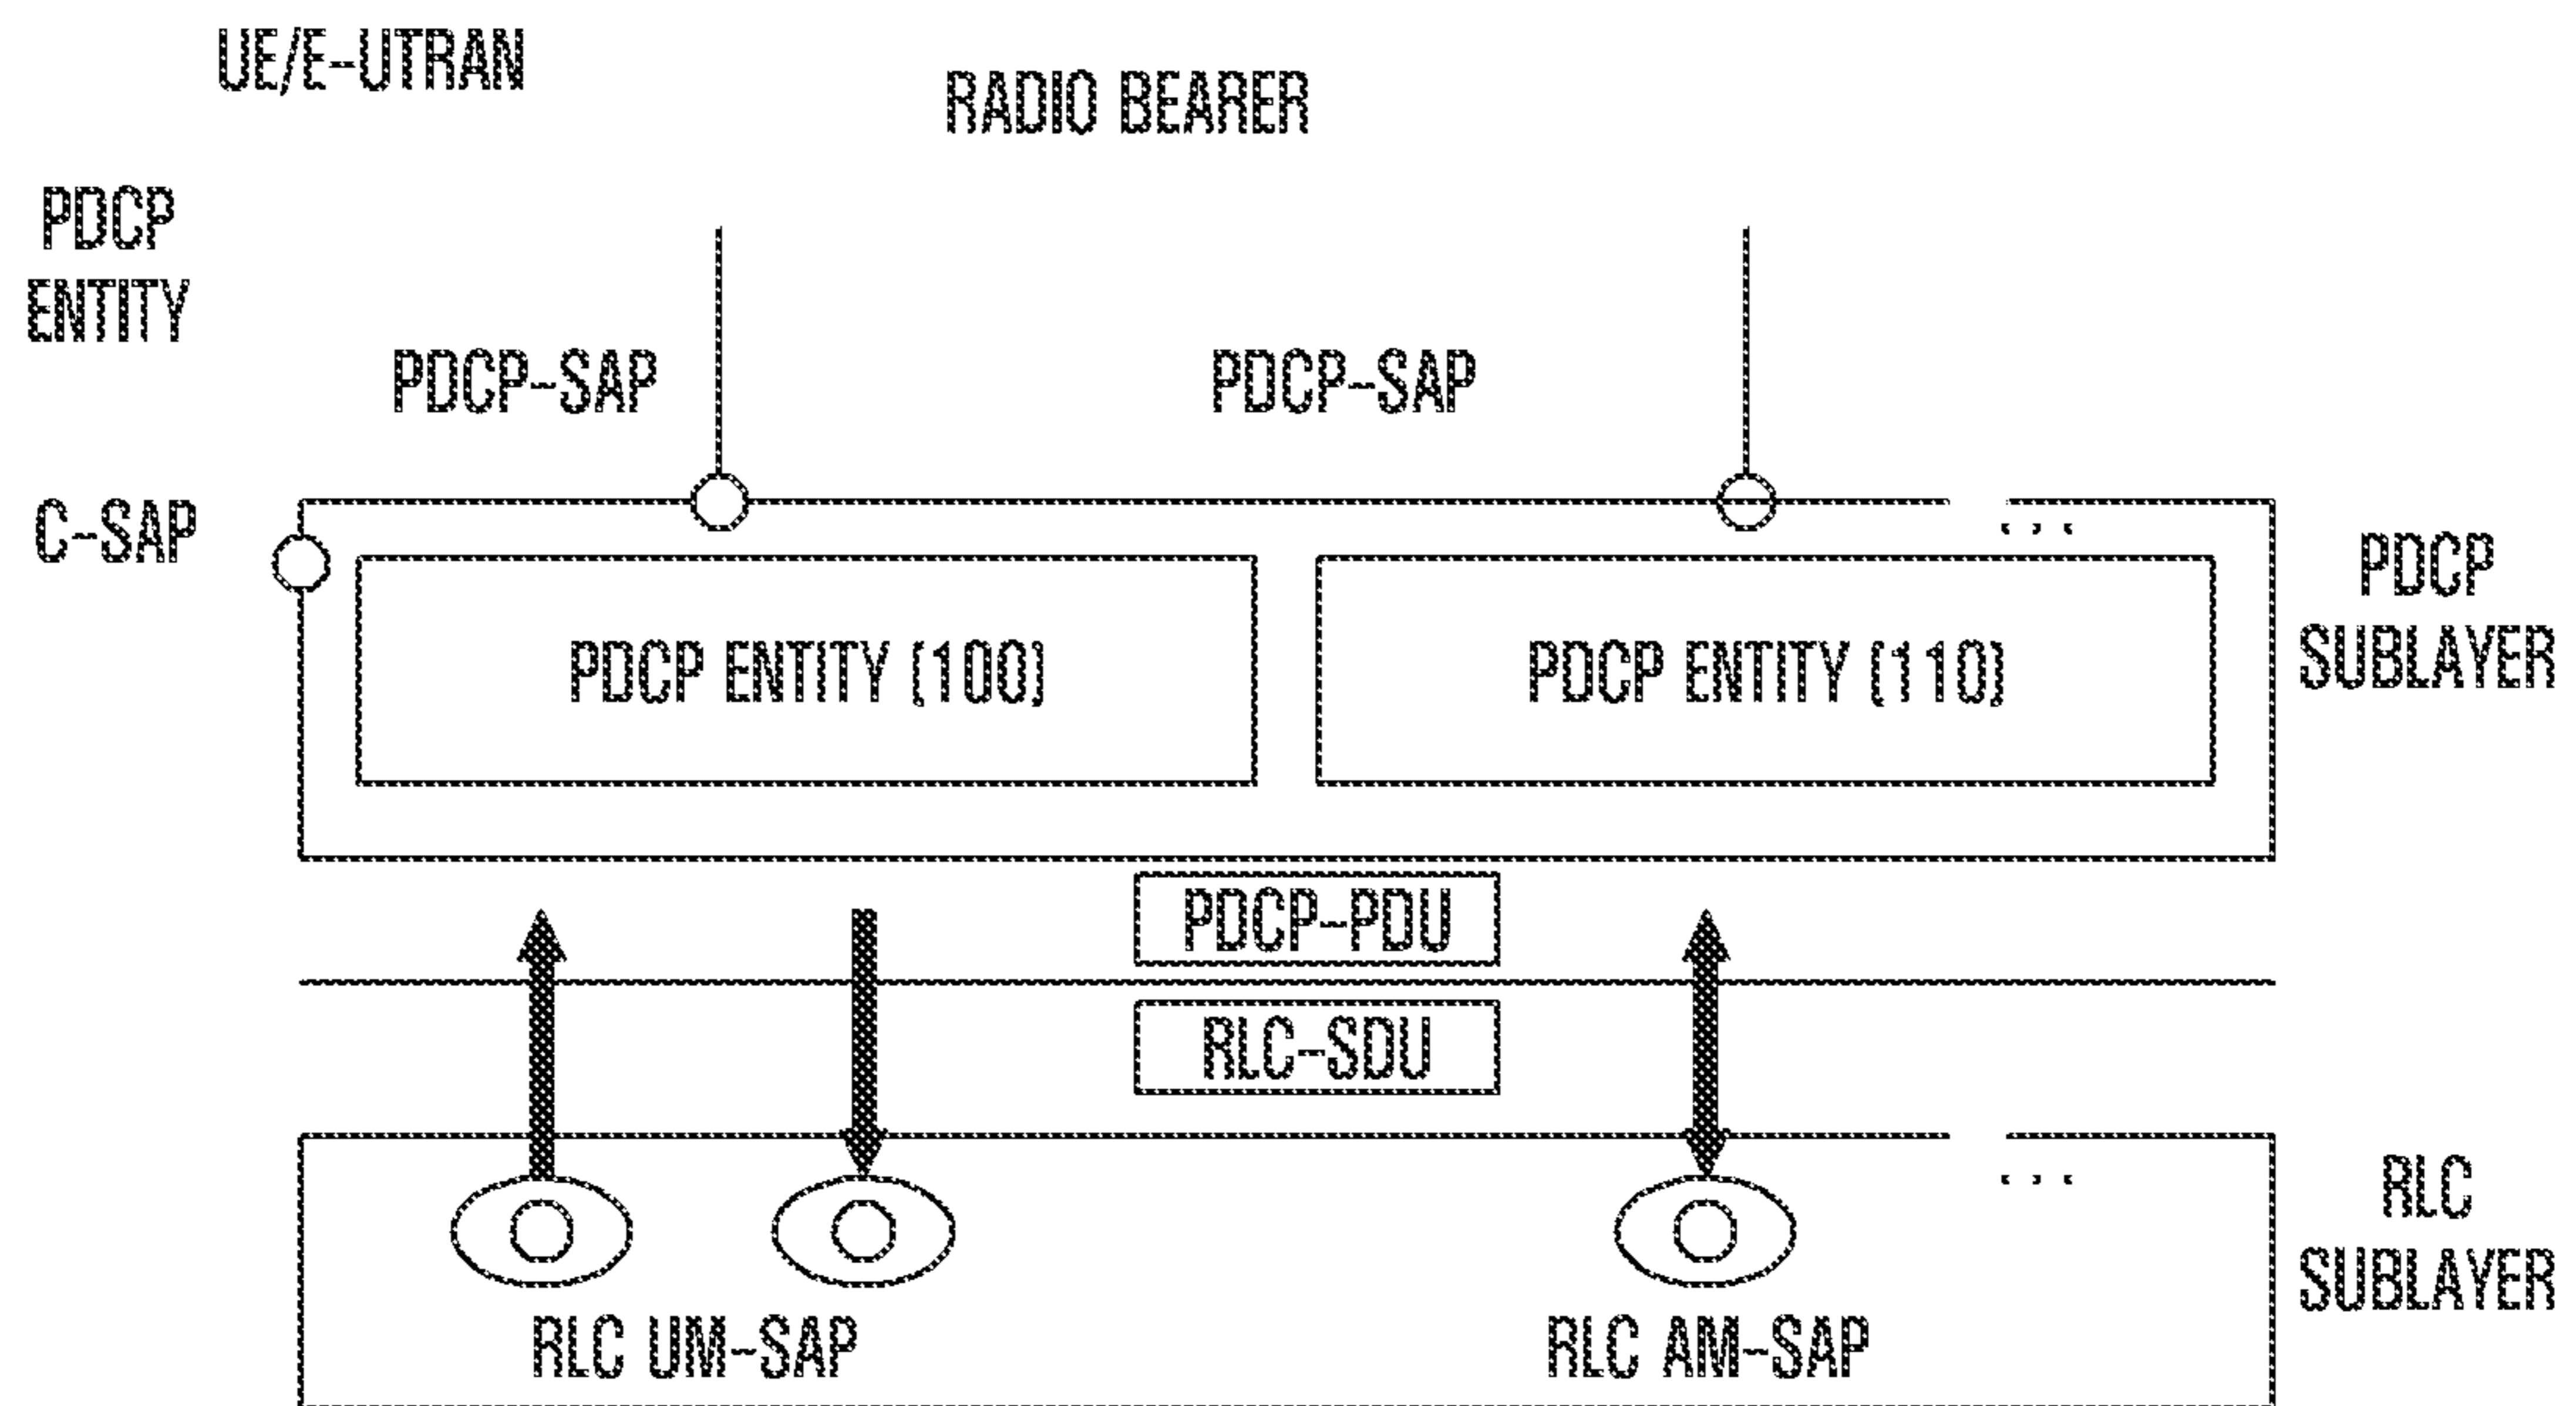 UE/E-UTRAN
RADIO BEARER
PDCP
ENTITY
PDCP-SAP
PDCP-SAP
C-SAP
...
PDCP ENTITY (100)
PDCP ENTITY (110)
PDCP
SUBLAYER
PDCP-PDU
RLC-SDU
...
RLC
SUBLAYER
RLC UM-SAP
RLC AM-SAP